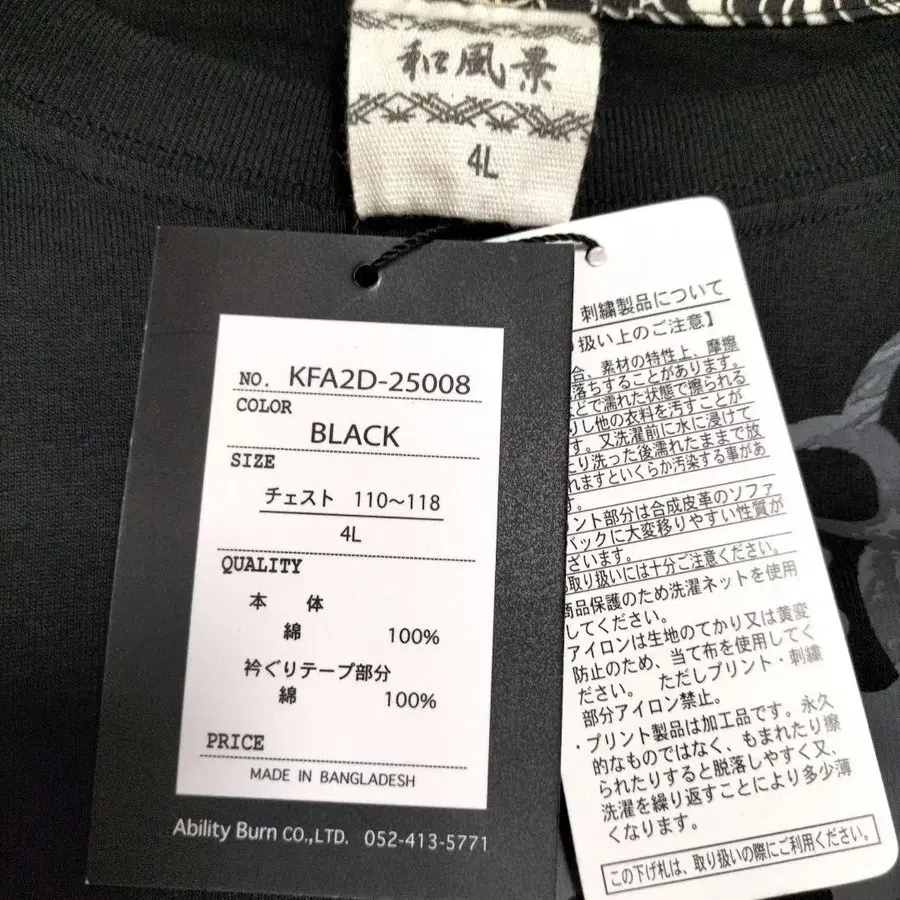 和風景
4L
NO. KFA2D-25008
COLOR
BLACK
SIZE
チェスト 110～118
4L
QUALITY
本 体
綿 100%
衿ぐりテープ部分
綿 100%
PRICE
MADE IN BANGLADESH
Ability Burn CO.,LTD. 052-413-5771
刺繍製品について
扱い上のご注意】
合、素材の特性上、摩擦
落ちすることがあります。
どで濡れた状態で擦られる
りし他の衣料を汚すことが
す。又洗濯前に水に浸けて
たり洗った後濡れたままで放
れますといくらか汚染する事があ
す。
ント部分は合成皮革のソファ
バックに大変移りやすい性質が
ざいます。
取り扱いには十分ご注意ください。
商品保護のため洗濯ネットを使用
してください。
アイロンは生地のてかり又は黄変
防止のため、当て布を使用してく
ださい。 ただしプリント・刺繍
部分アイロン禁止。
・プリント製品は加工品です。永久
的なものではなく、もまれたり擦
られたりすると脱落しやすく又、
洗濯を繰り返すことにより多少薄
くなります。
この下げ札は、取り扱いの際にご利用ください。